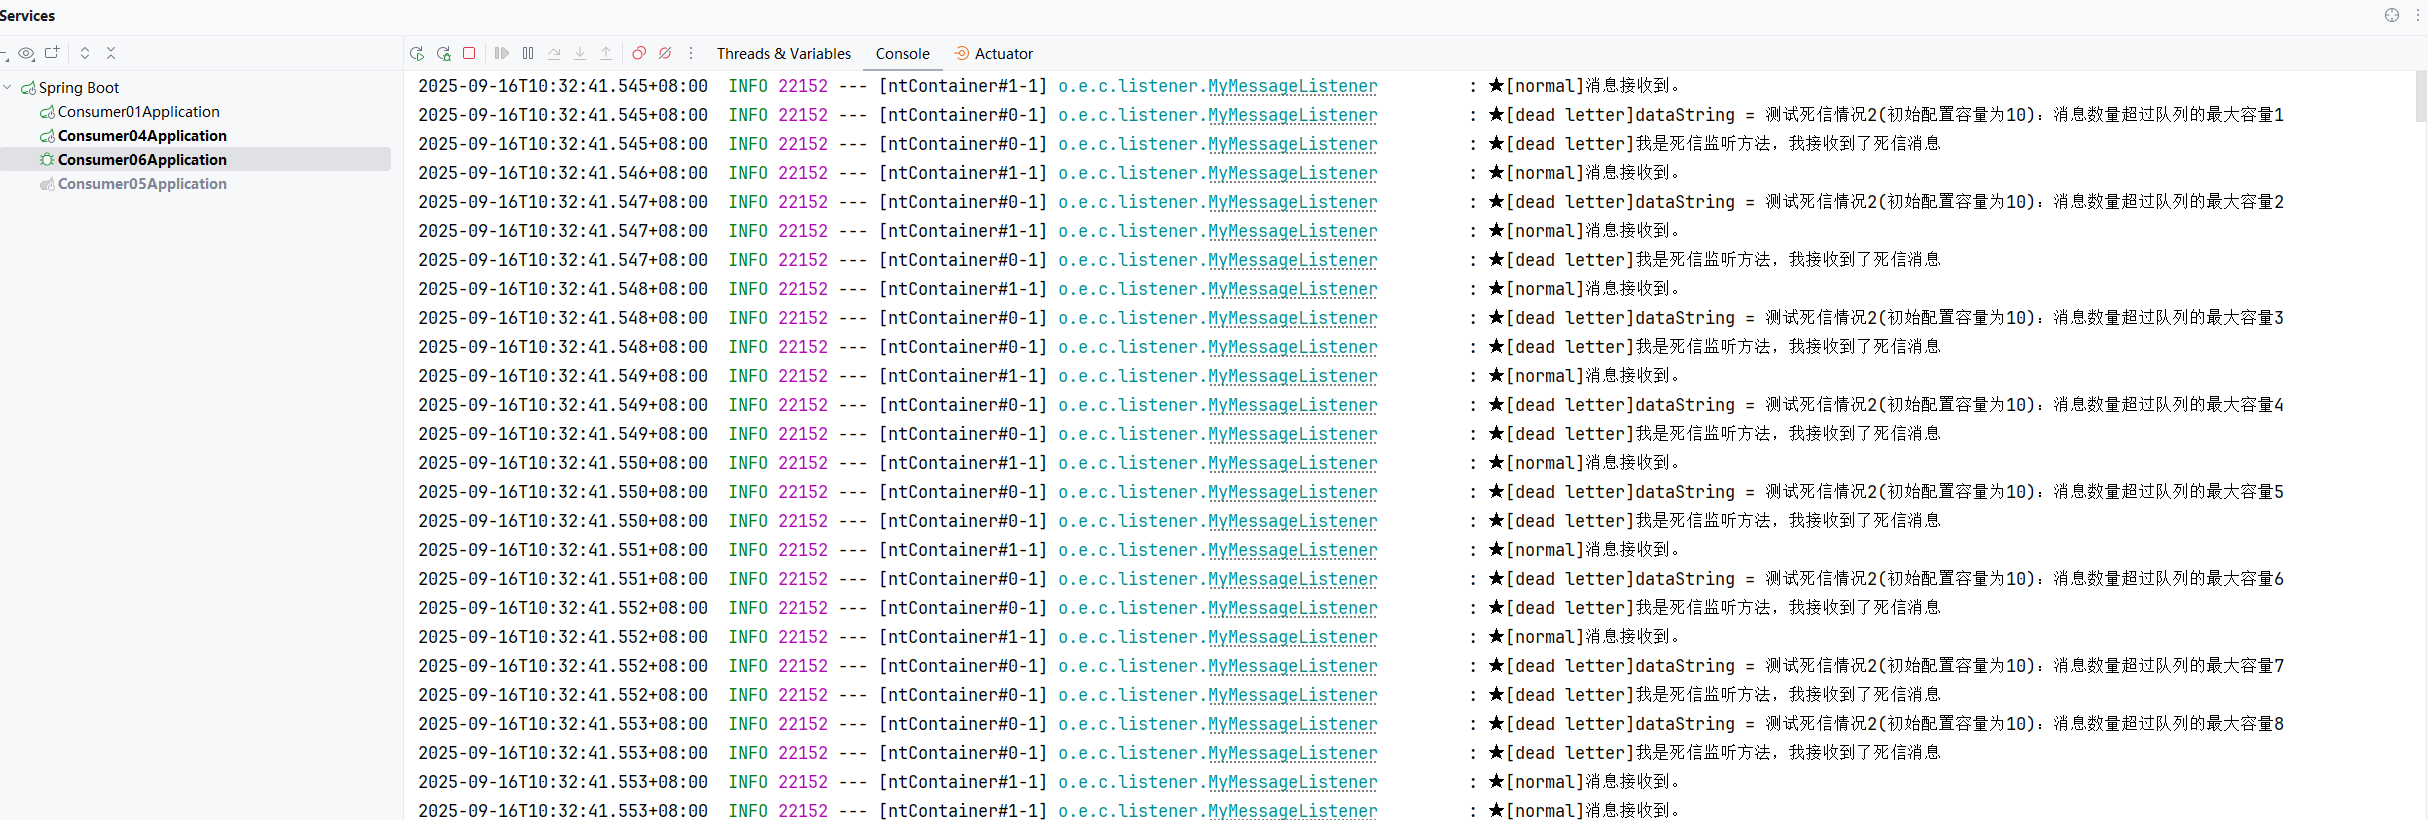 Services
Threads & Variables
Console
Actuator
Spring Boot
Consumer01Application
Consumer04Application
Consumer06Application
Consumer05Application
2025-09-16T10:32:41.545+08:00 INFO 22152 --- [ntContainer#1-1] o.e.c.listener.MyMessageListener : ★[normal]消息接收到。
2025-09-16T10:32:41.545+08:00 INFO 22152 --- [ntContainer#0-1] o.e.c.listener.MyMessageListener : ★[dead letter]dataString = 测试死信情况2(初始配置容量为10)：消息数量超过队列的最大容量1
2025-09-16T10:32:41.545+08:00 INFO 22152 --- [ntContainer#0-1] o.e.c.listener.MyMessageListener : ★[dead letter]我是死信监听方法，我接收到了死信消息
2025-09-16T10:32:41.546+08:00 INFO 22152 --- [ntContainer#1-1] o.e.c.listener.MyMessageListener : ★[normal]消息接收到。
2025-09-16T10:32:41.547+08:00 INFO 22152 --- [ntContainer#0-1] o.e.c.listener.MyMessageListener : ★[dead letter]dataString = 测试死信情况2(初始配置容量为10)：消息数量超过队列的最大容量2
2025-09-16T10:32:41.547+08:00 INFO 22152 --- [ntContainer#1-1] o.e.c.listener.MyMessageListener : ★[normal]消息接收到。
2025-09-16T10:32:41.547+08:00 INFO 22152 --- [ntContainer#0-1] o.e.c.listener.MyMessageListener : ★[dead letter]我是死信监听方法，我接收到了死信消息
2025-09-16T10:32:41.548+08:00 INFO 22152 --- [ntContainer#1-1] o.e.c.listener.MyMessageListener : ★[normal]消息接收到。
2025-09-16T10:32:41.548+08:00 INFO 22152 --- [ntContainer#0-1] o.e.c.listener.MyMessageListener : ★[dead letter]dataString = 测试死信情况2(初始配置容量为10)：消息数量超过队列的最大容量3
2025-09-16T10:32:41.548+08:00 INFO 22152 --- [ntContainer#0-1] o.e.c.listener.MyMessageListener : ★[dead letter]我是死信监听方法，我接收到了死信消息
2025-09-16T10:32:41.549+08:00 INFO 22152 --- [ntContainer#1-1] o.e.c.listener.MyMessageListener : ★[normal]消息接收到。
2025-09-16T10:32:41.549+08:00 INFO 22152 --- [ntContainer#0-1] o.e.c.listener.MyMessageListener : ★[dead letter]dataString = 测试死信情况2(初始配置容量为10)：消息数量超过队列的最大容量4
2025-09-16T10:32:41.549+08:00 INFO 22152 --- [ntContainer#0-1] o.e.c.listener.MyMessageListener : ★[dead letter]我是死信监听方法，我接收到了死信消息
2025-09-16T10:32:41.550+08:00 INFO 22152 --- [ntContainer#1-1] o.e.c.listener.MyMessageListener : ★[normal]消息接收到。
2025-09-16T10:32:41.550+08:00 INFO 22152 --- [ntContainer#0-1] o.e.c.listener.MyMessageListener : ★[dead letter]dataString = 测试死信情况2(初始配置容量为10)：消息数量超过队列的最大容量5
2025-09-16T10:32:41.550+08:00 INFO 22152 --- [ntContainer#0-1] o.e.c.listener.MyMessageListener : ★[dead letter]我是死信监听方法，我接收到了死信消息
2025-09-16T10:32:41.551+08:00 INFO 22152 --- [ntContainer#1-1] o.e.c.listener.MyMessageListener : ★[normal]消息接收到。
2025-09-16T10:32:41.551+08:00 INFO 22152 --- [ntContainer#0-1] o.e.c.listener.MyMessageListener : ★[dead letter]dataString = 测试死信情况2(初始配置容量为10)：消息数量超过队列的最大容量6
2025-09-16T10:32:41.552+08:00 INFO 22152 --- [ntContainer#0-1] o.e.c.listener.MyMessageListener : ★[dead letter]我是死信监听方法，我接收到了死信消息
2025-09-16T10:32:41.552+08:00 INFO 22152 --- [ntContainer#1-1] o.e.c.listener.MyMessageListener : ★[normal]消息接收到。
2025-09-16T10:32:41.552+08:00 INFO 22152 --- [ntContainer#0-1] o.e.c.listener.MyMessageListener : ★[dead letter]dataString = 测试死信情况2(初始配置容量为10)：消息数量超过队列的最大容量7
2025-09-16T10:32:41.552+08:00 INFO 22152 --- [ntContainer#0-1] o.e.c.listener.MyMessageListener : ★[dead letter]我是死信监听方法，我接收到了死信消息
2025-09-16T10:32:41.553+08:00 INFO 22152 --- [ntContainer#0-1] o.e.c.listener.MyMessageListener : ★[dead letter]dataString = 测试死信情况2(初始配置容量为10)：消息数量超过队列的最大容量8
2025-09-16T10:32:41.553+08:00 INFO 22152 --- [ntContainer#0-1] o.e.c.listener.MyMessageListener : ★[dead letter]我是死信监听方法，我接收到了死信消息
2025-09-16T10:32:41.553+08:00 INFO 22152 --- [ntContainer#1-1] o.e.c.listener.MyMessageListener : ★[normal]消息接收到。
2025-09-16T10:32:41.553+08:00 INFO 22152 --- [ntContainer#1-1] o.e.c.listener.MyMessageListener : ★[normal]消息接收到。